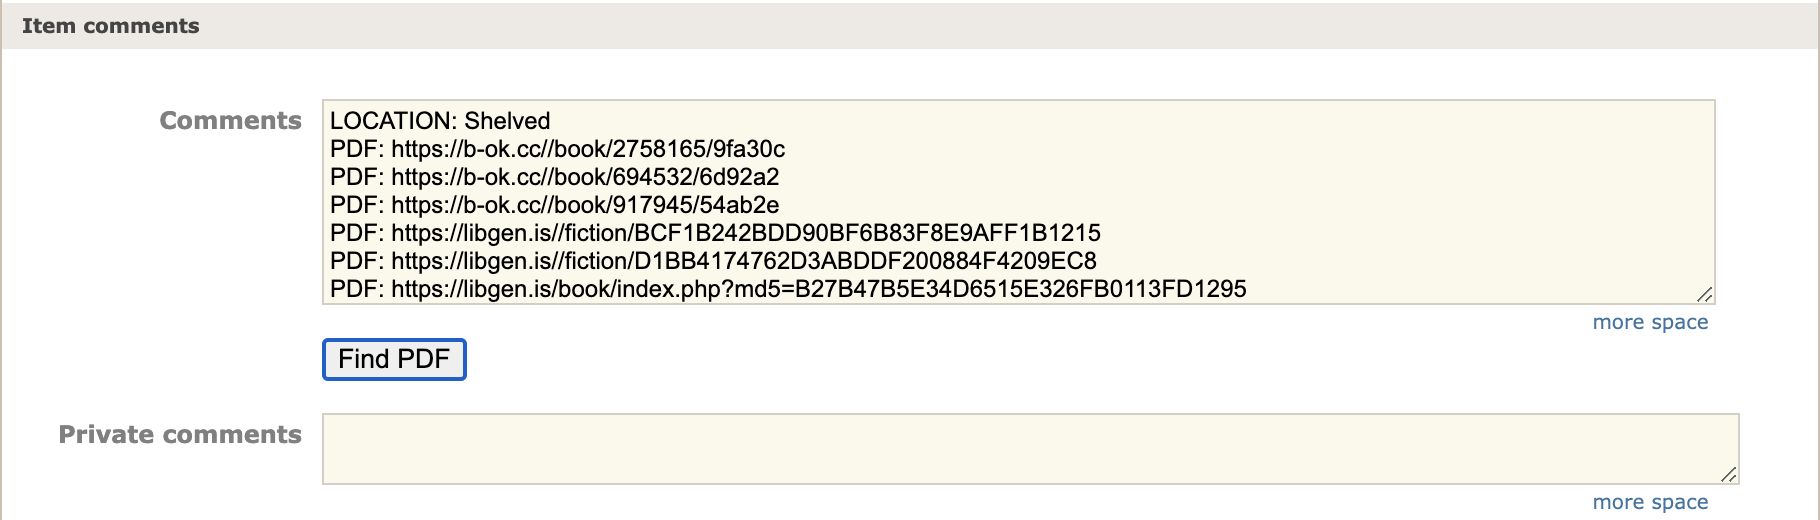 Item comments
Comments
LOCATION: Shelved
PDF: https://b-ok.cc//book/2758165/9fa30c
PDF: https://b-ok.cc//book/694532/6d92a2
PDF: https://b-ok.cc//book/917945/54ab2e
PDF: https://libgen.is//fiction/BCF1B242BDD90BF6B83F8E9AFF1B1215
PDF: https://libgen.is//fiction/D1BB4174762D3ABDDF200884F4209EC8
PDF: https://libgen.is/book/index.php?md5=B27B47B5E34D6515E326FB0113FD1295
more space
Find PDF
Private comments
more space